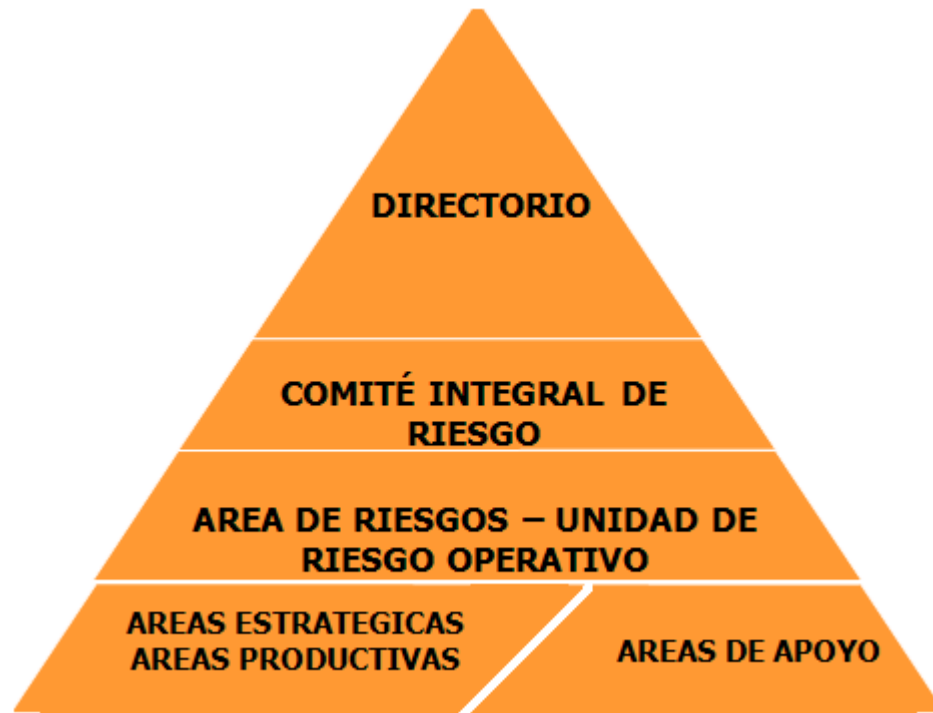 DIRECTORIO
COMITÉ INTEGRAL DE
RIESGO
AREA DE RIESGOS – UNIDAD DE
RIESGO OPERATIVO
AREAS ESTRATEGICAS
AREAS PRODUCTIVAS
AREAS DE APOYO